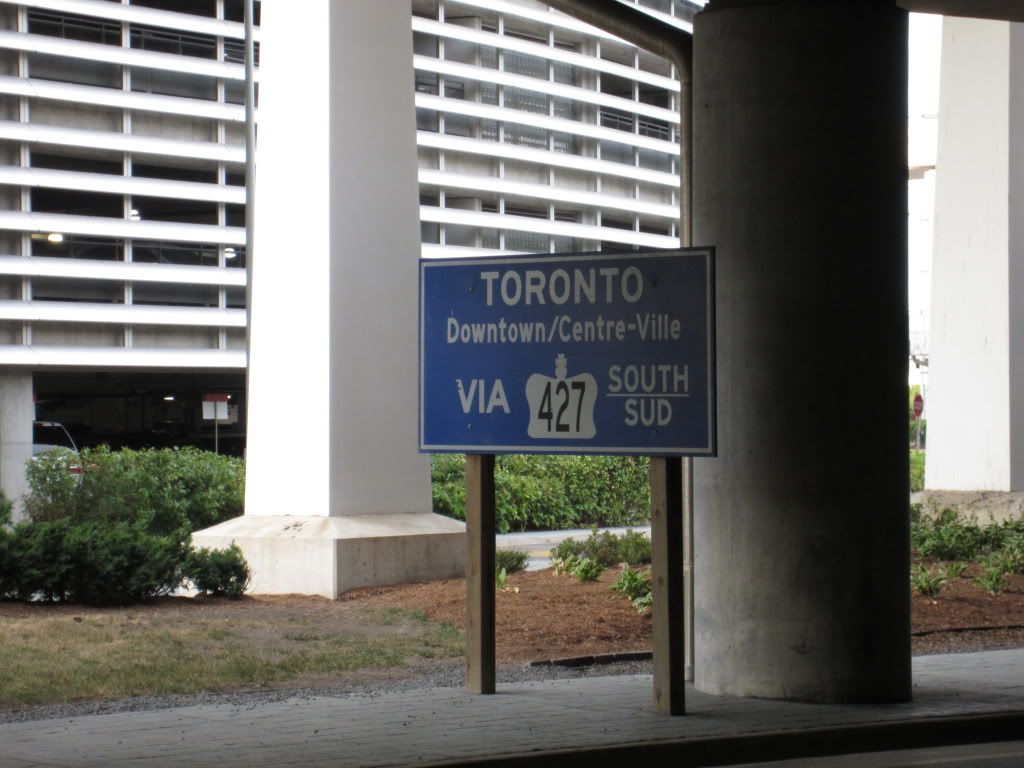 TORONTO
Downtown/Centre-Ville
VIA 427 SOUTH
SUD